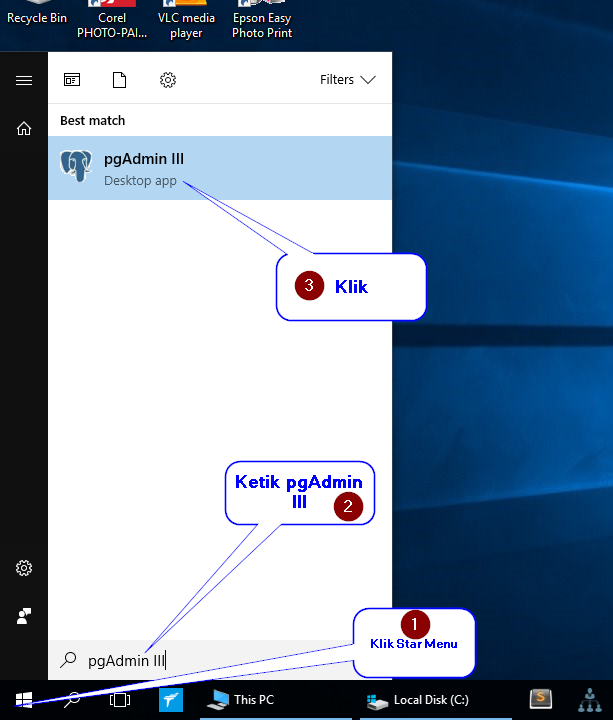 Recycle Bin
Corel
PHOTO-PAI...
VLC media
player
Epson Easy
Photo Print
Filters
Best match
pgAdmin III
Desktop app
3 Klik
Ketik pgAdmin
III 2
1
Klik Star Menu
pgAdmin III
This PC
Local Disk (C:)
S